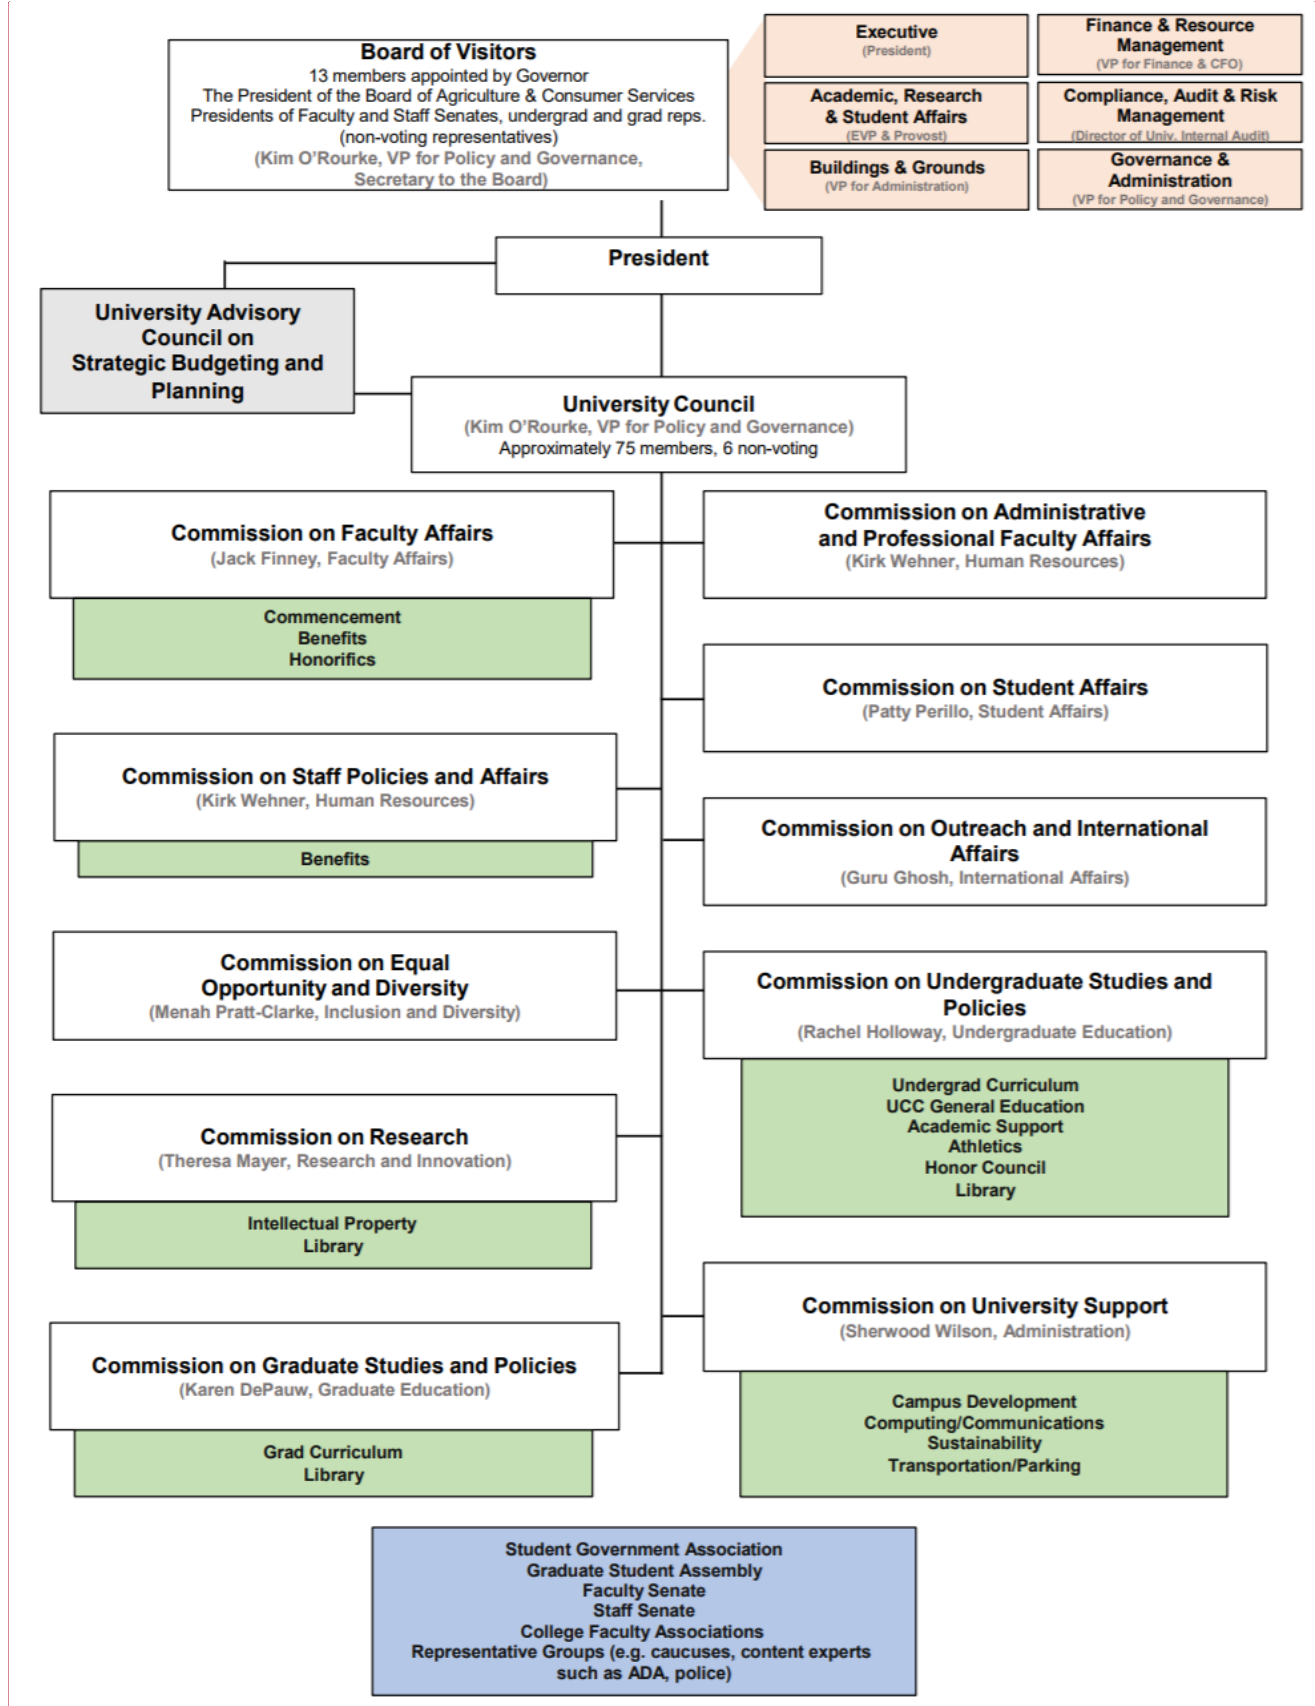 Board of Visitors
13 members appointed by Governor
The President of the Board of Agriculture & Consumer Services
Presidents of Faculty and Staff Senates, undergrad and grad reps.
(non-voting representatives)
(Kim O'Rourke, VP for Policy and Governance,
Secretary to the Board)
Executive
(President)
Finance & Resource
Management
(VP for Finance & CFO)
Academic, Research
& Student Affairs
(EVP & Provost)
Compliance, Audit & Risk
Management
(Director of Univ. Internal Audit)
Buildings & Grounds
(VP for Administration)
Governance &
Administration
(VP for Policy and Governance)
President
University Advisory
Council on
Strategic Budgeting and
Planning
University Council
(Kim O'Rourke, VP for Policy and Governance)
Approximately 75 members, 6 non-voting
Commission on Faculty Affairs
(Jack Finney, Faculty Affairs)
Commencement
Benefits
Honorifics
Commission on Administrative
and Professional Faculty Affairs
(Kirk Wehner, Human Resources)
Commission on Student Affairs
(Patty Perillo, Student Affairs)
Commission on Staff Policies and Affairs
(Kirk Wehner, Human Resources)
Benefits
Commission on Outreach and International
Affairs
(Guru Ghosh, International Affairs)
Commission on Equal
Opportunity and Diversity
(Menah Pratt-Clarke, Inclusion and Diversity)
Commission on Undergraduate Studies and
Policies
(Rachel Holloway, Undergraduate Education)
Undergrad Curriculum
UCC General Education
Academic Support
Athletics
Honor Council
Library
Commission on Research
(Theresa Mayer, Research and Innovation)
Intellectual Property
Library
Commission on University Support
(Sherwood Wilson, Administration)
Campus Development
Computing/Communications
Sustainability
Transportation/Parking
Commission on Graduate Studies and Policies
(Karen DePauw, Graduate Education)
Grad Curriculum
Library
Student Government Association
Graduate Student Assembly
Faculty Senate
Staff Senate
College Faculty Associations
Representative Groups (e.g. caucuses, content experts
such as ADA, police)